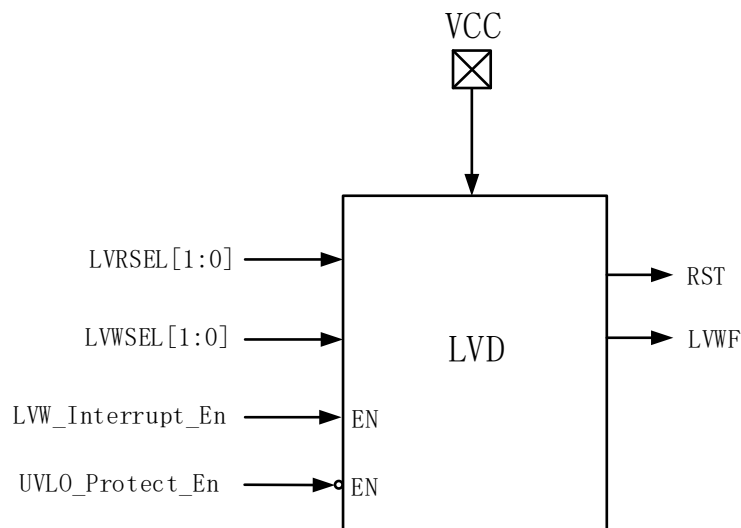 VCC
LVRSEL[1:0]
RST
LVWSEL[1:0]
LVWF
LVD
LVW_Interrupt_En
EN
UVLO_Protect_En
EN